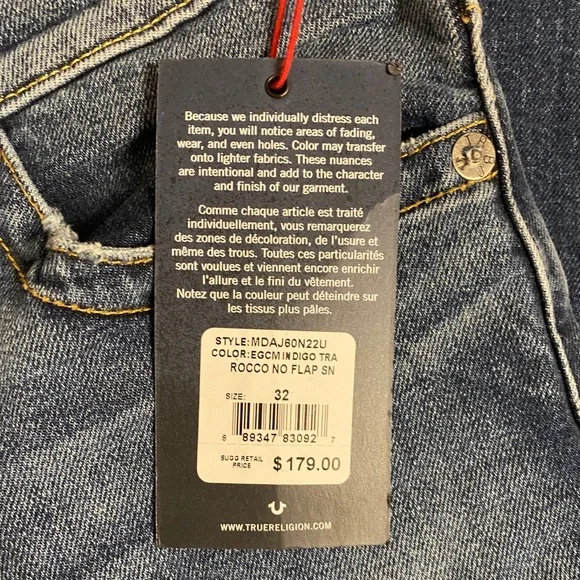 Because we individually distress each
item, you will notice areas of fading,
wear, and even holes. Color may transfer
onto lighter fabrics. These nuances
are intentional and add to the character
and finish of our garment.
Comme chaque article est traité
individuellement, vous remarquerez
des zones de décoloration, de l'usure et
même des trous. Toutes ces particularités
sont voulues et viennent encore enrichir
l'allure et le fini du vêtement.
Notez que la couleur peut déteindre sur
les tissus plus pâles.
STYLE:MDAJ60N22U
COLOR:EGCM INDIGO TRA
ROCCO NO FLAP SN
SIZE: 32
8 89347 83092 7
SUGG RETAIL
PRICE $179.00
WWW.TRUERELIGION.COM